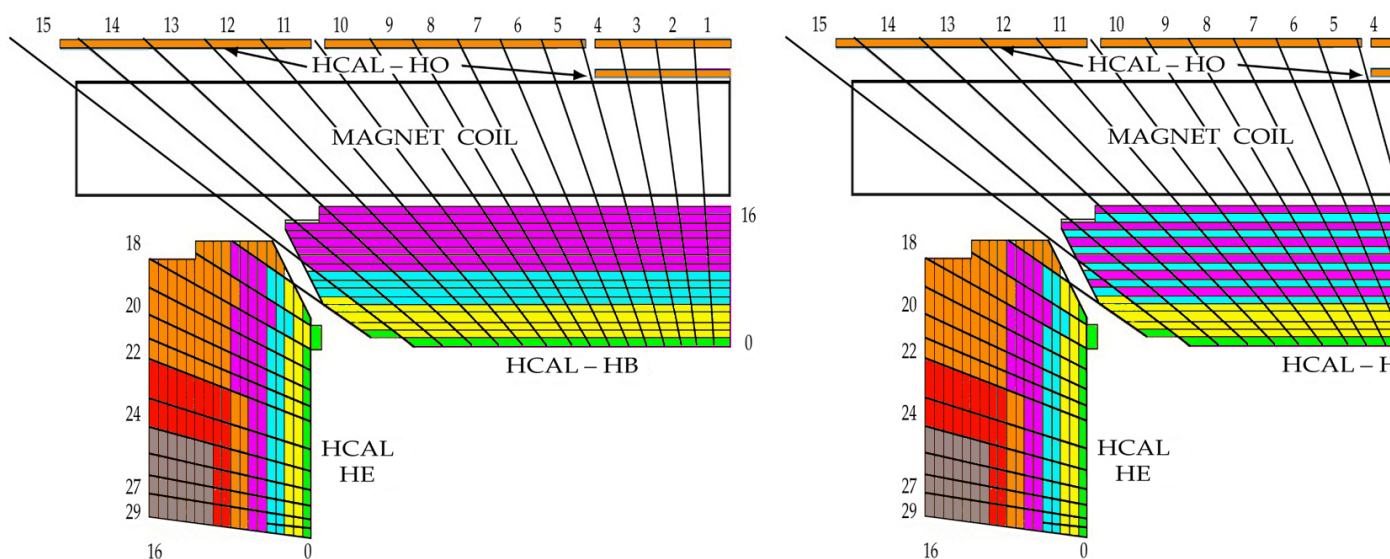 15 14 13 12 11 10 9 8 7 6 5 4 3 2 1
HCAL – HO
MAGNET COIL
16
18
20
22
24
27
29
0
HCAL – HB
HCAL
HE
16 0
15 14 13 12 11 10 9 8 7 6 5 4
HCAL – HO
MAGNET COIL
18
20
22
24
27
29
HCAL – H
HCAL
HE
16 0